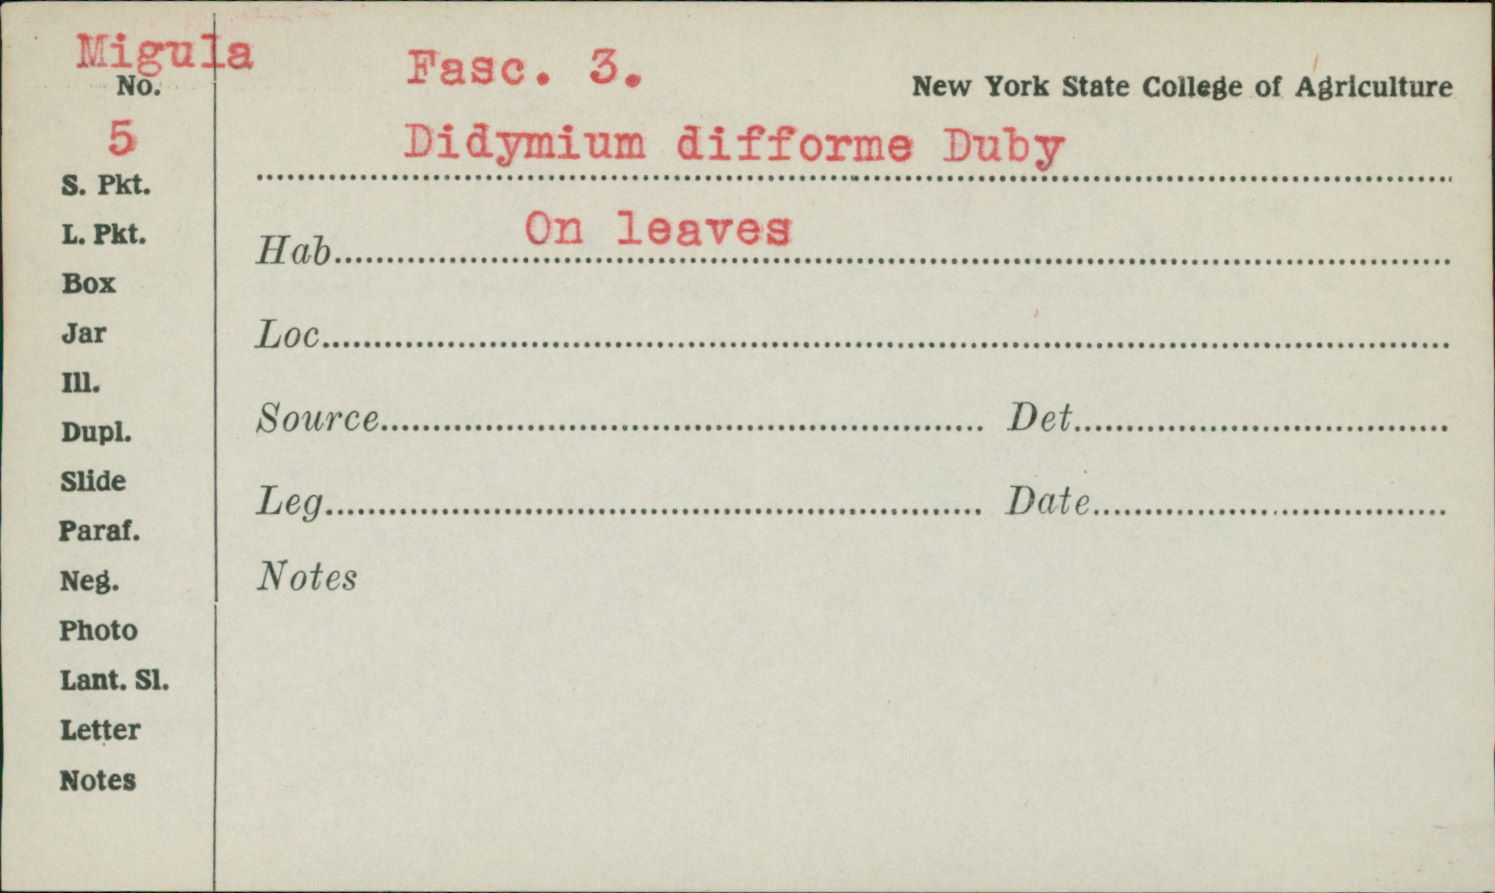 Migula
Fasc. 3.
No.
New York State College of Agriculture
5
Didymium difforme Duby
S. Pkt.
L. Pkt.
On leaves
Hab.
Box
Jar
Loc.
Ill.
Dupl.
Source
Det.
Slide
Leg.
Date
Paraf.
Neg.
Notes
Photo
Lant. Sl.
Letter
Notes